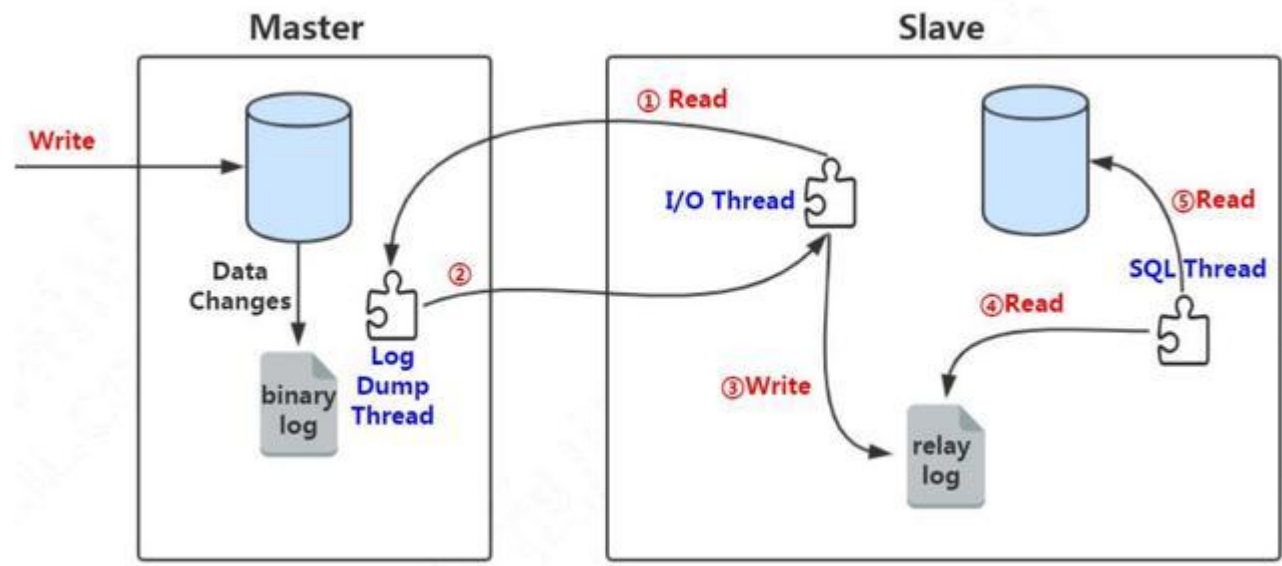 Master
Slave
Write
① Read
I/O Thread
⑤Read
Data
Changes
②
SQL Thread
④Read
Log
Dump
Thread
binary
log
③Write
relay
log